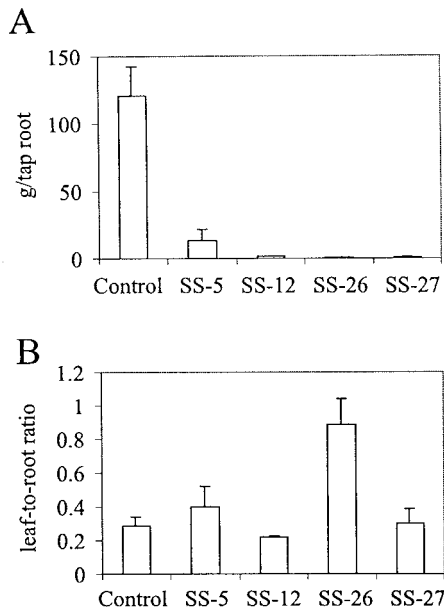 A
g/tap root
150
100
50
0
Control SS-5 SS-12 SS-26 SS-27
B
leaf-to-root ratio
1.2
1
0.8
0.6
0.4
0.2
0
Control SS-5 SS-12 SS-26 SS-27